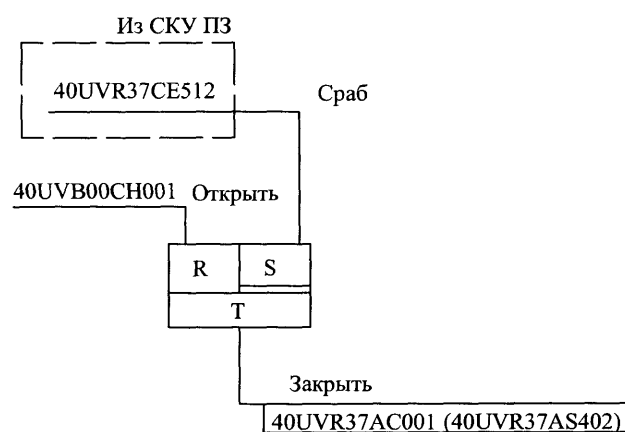 Из СКУ ПЗ
40UVR37CE512
Сраб
40UVB00CH001 Открыть
R S
T
Закрыть
40UVR37AC001 (40UVR37AS402)